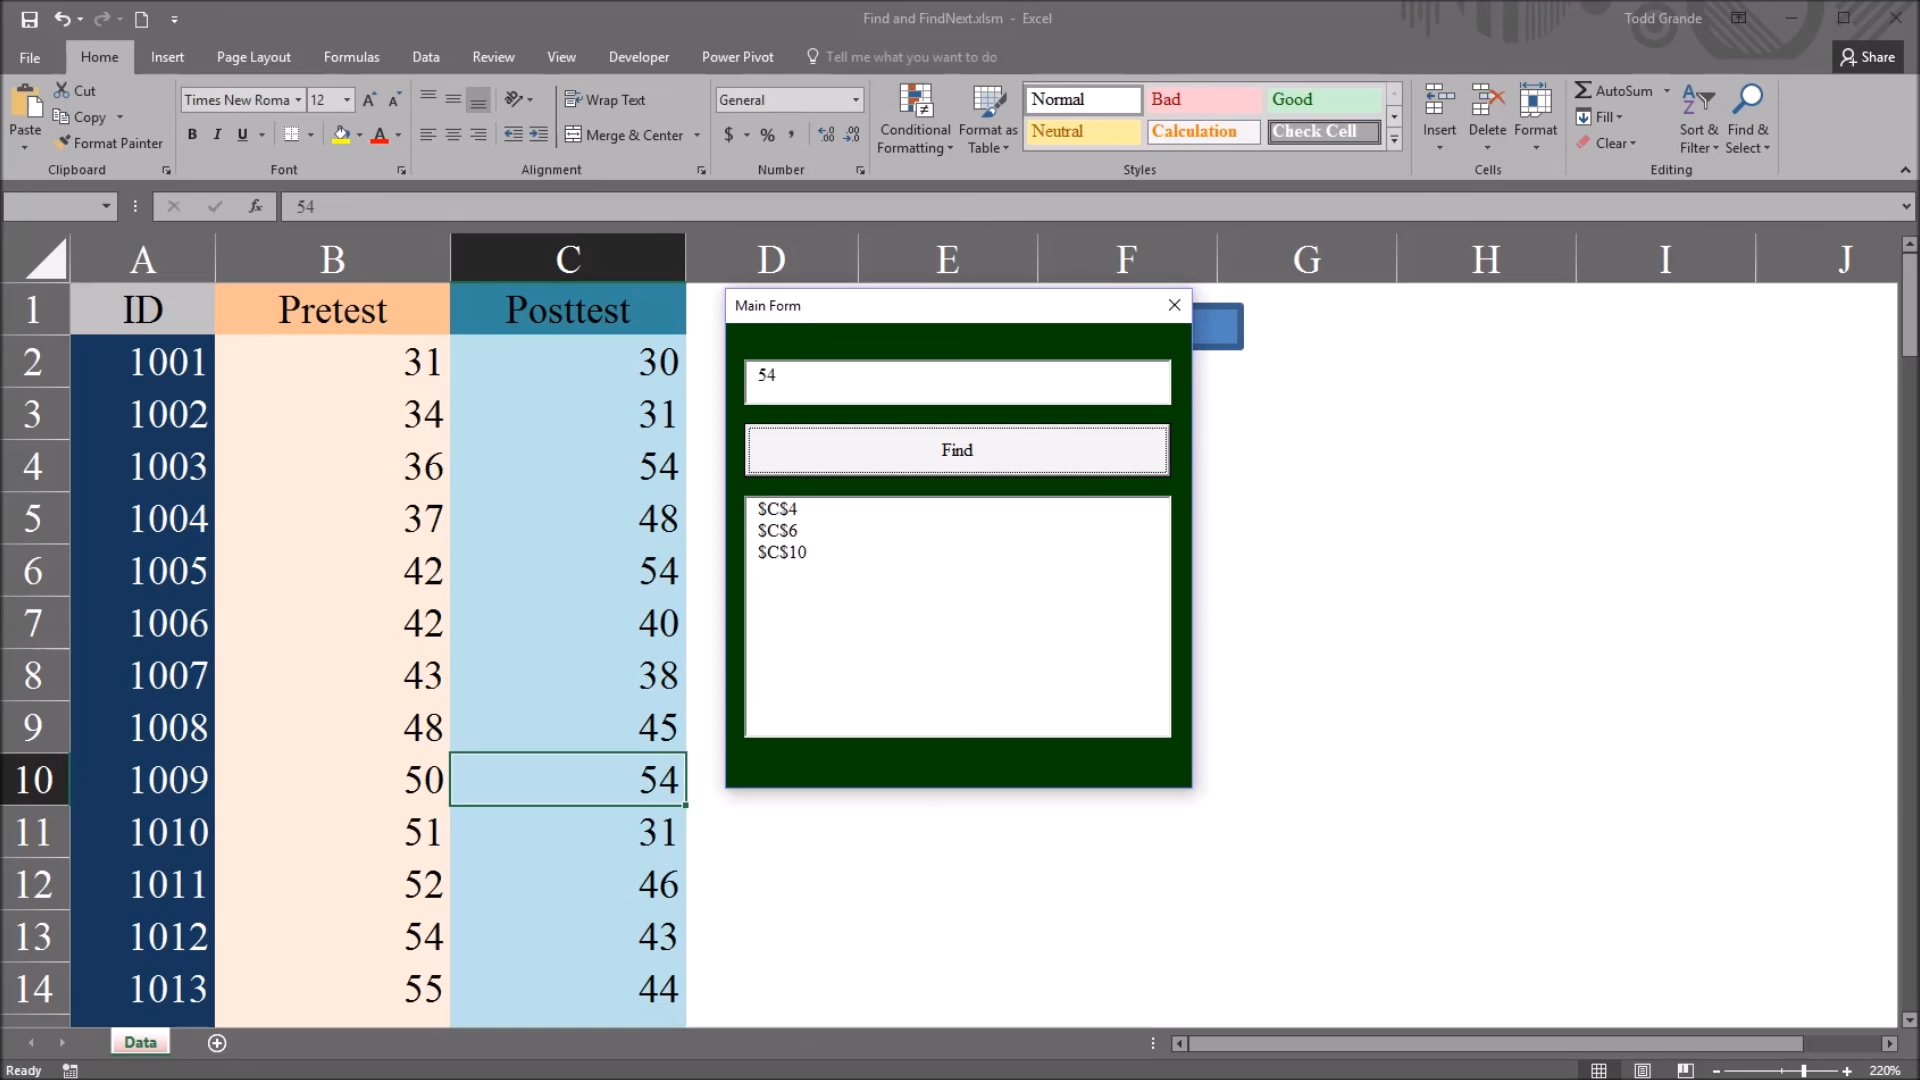 Find and FindNext.xlsm - Excel
Todd Grande
File Home Insert Page Layout Formulas Data Review View Developer Power Pivot Tell me what you want to do Share
Paste
Cut
Copy
Format Painter
Clipboard
Times New Roma 12 A A
B I U A
Font
Wrap Text
Merge & Center
Alignment
General
$ % , .0 .00
Number
Conditional
Formatting
Format as
Table
Normal Bad Good
Neutral Calculation Check Cell
Styles
Insert Delete Format
Cells
AutoSum
Fill
Clear
Sort &
Filter
Find &
Select
Editing
fx 54
A B C D E F G H I J
1 ID Pretest Posttest
2 1001 31 30
3 1002 34 31
4 1003 36 54
5 1004 37 48
6 1005 42 54
7 1006 42 40
8 1007 43 38
9 1008 48 45
10 1009 50 54
11 1010 51 31
12 1011 52 46
13 1012 54 43
14 1013 55 44
Main Form
54
Find
$C$4
$C$6
$C$10
Data
Ready
220%